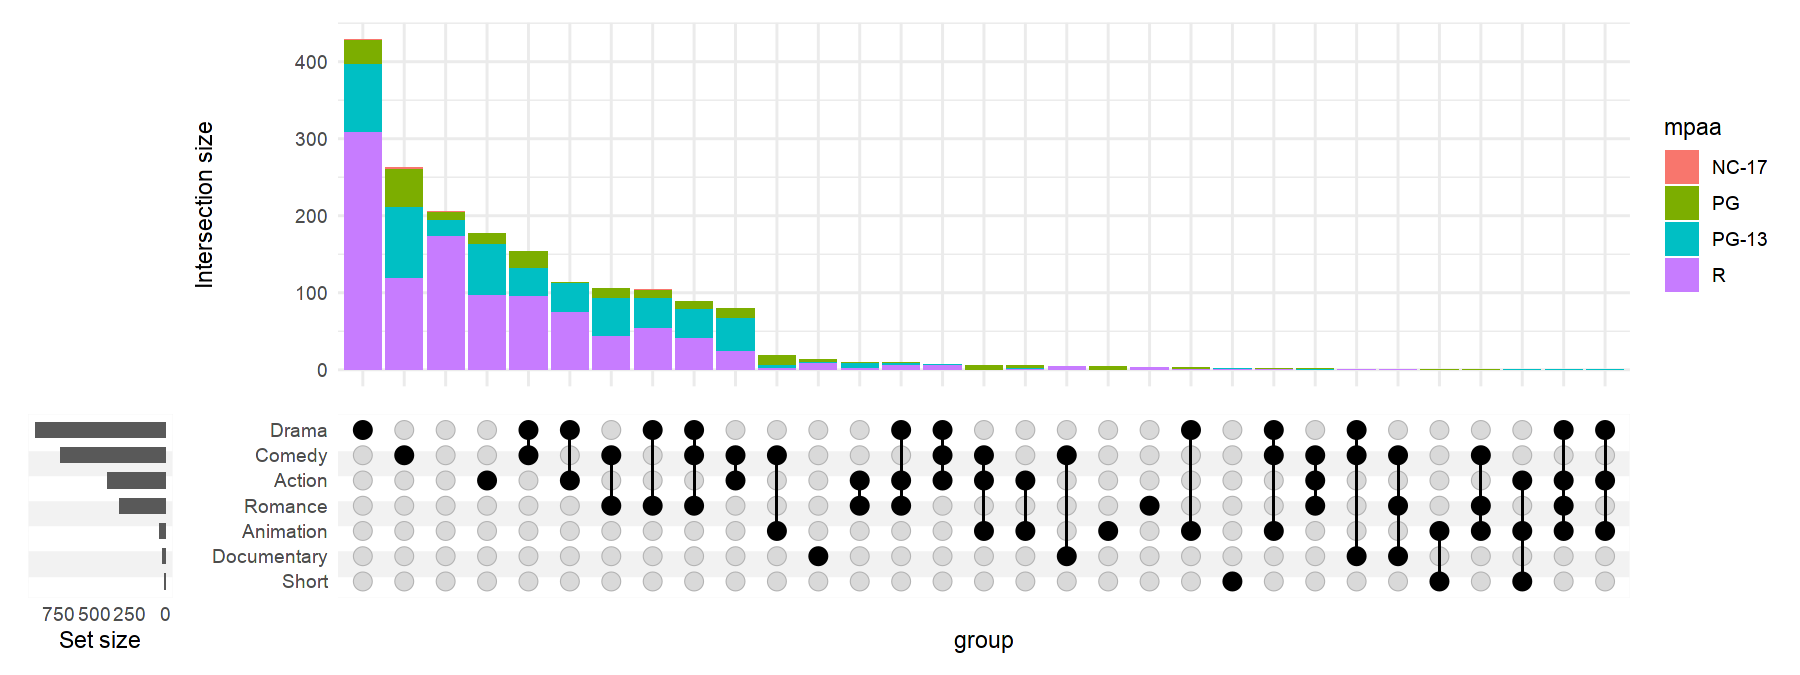 400
300
200
100
0
Intersection size
mpaa
NC-17
PG
PG-13
R
Drama
Comedy
Action
Romance
Animation
Documentary
Short
750 500 250 0
Set size
group